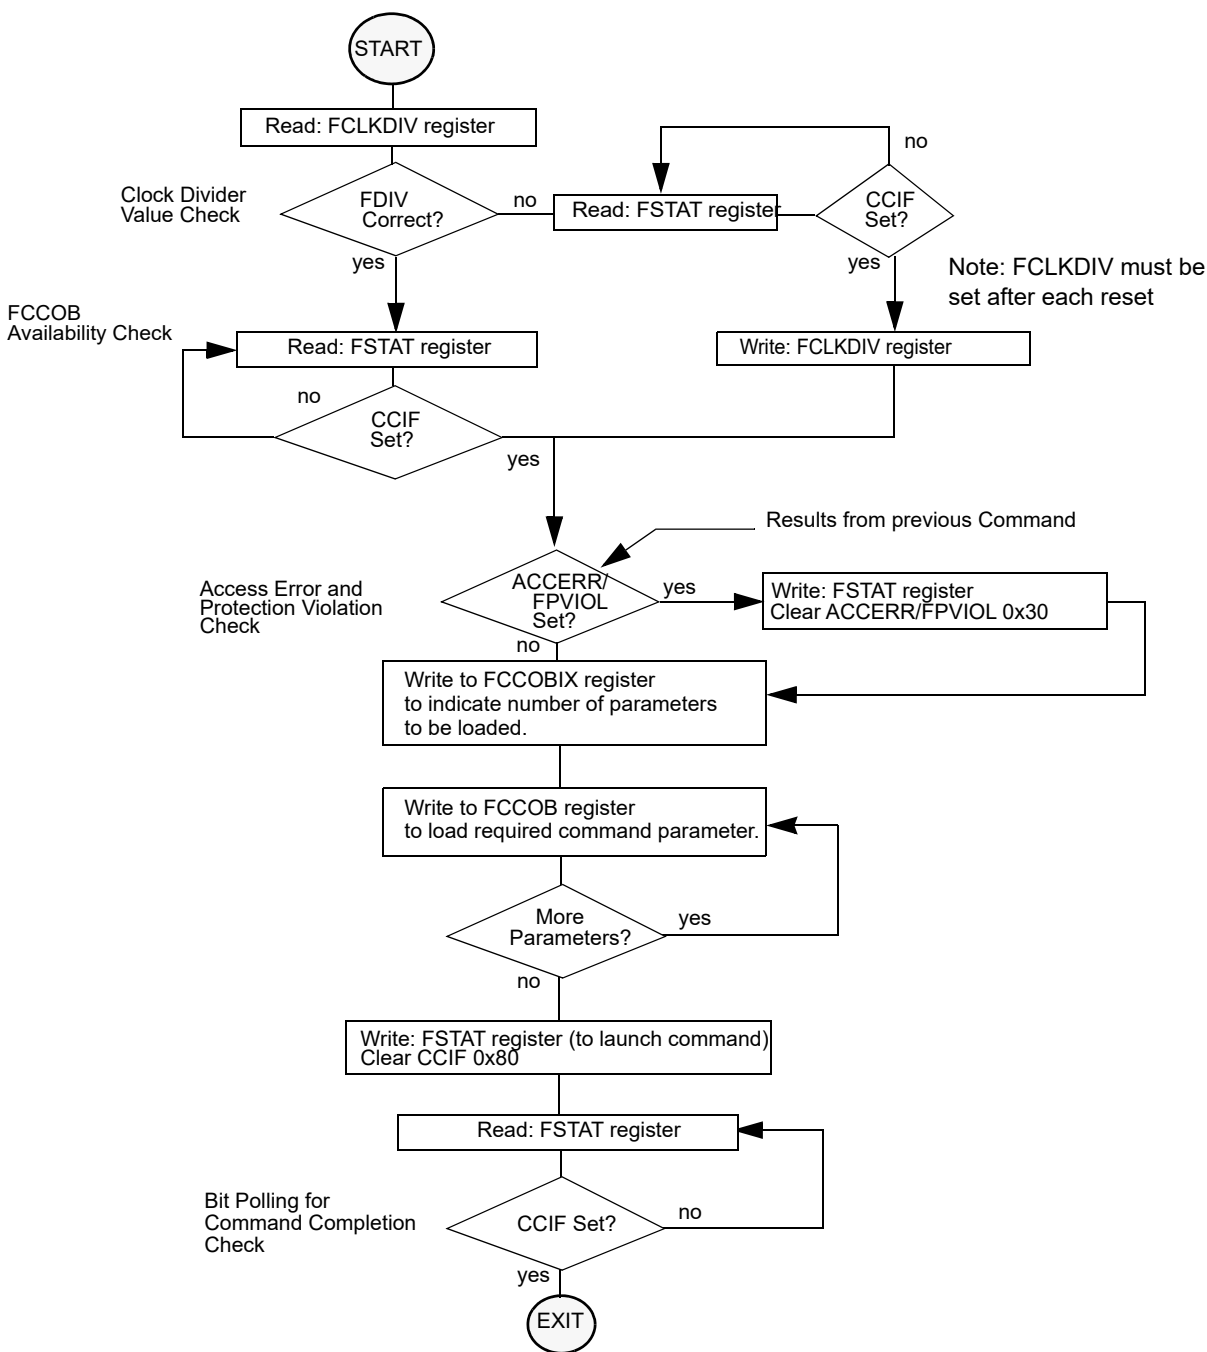 START
Read: FCLKDIV register
no
Clock Divider
Value Check
FDIV
Correct?
no
Read: FSTAT register
CCIF
Set?
yes
yes
Note: FCLKDIV must be
set after each reset
FCCOB
Availability Check
Read: FSTAT register
Write: FCLKDIV register
no
CCIF
Set?
yes
Results from previous Command
Access Error and
Protection Violation
Check
ACCERR/
FPVIOL
Set?
yes
Write: FSTAT register
Clear ACCERR/FPVIOL 0x30
no
Write to FCCOBIX register
to indicate number of parameters
to be loaded.
Write to FCCOB register
to load required command parameter.
More
Parameters?
yes
no
Write: FSTAT register (to launch command)
Clear CCIF 0x80
Read: FSTAT register
Bit Polling for
Command Completion
Check
CCIF Set?
no
yes
EXIT